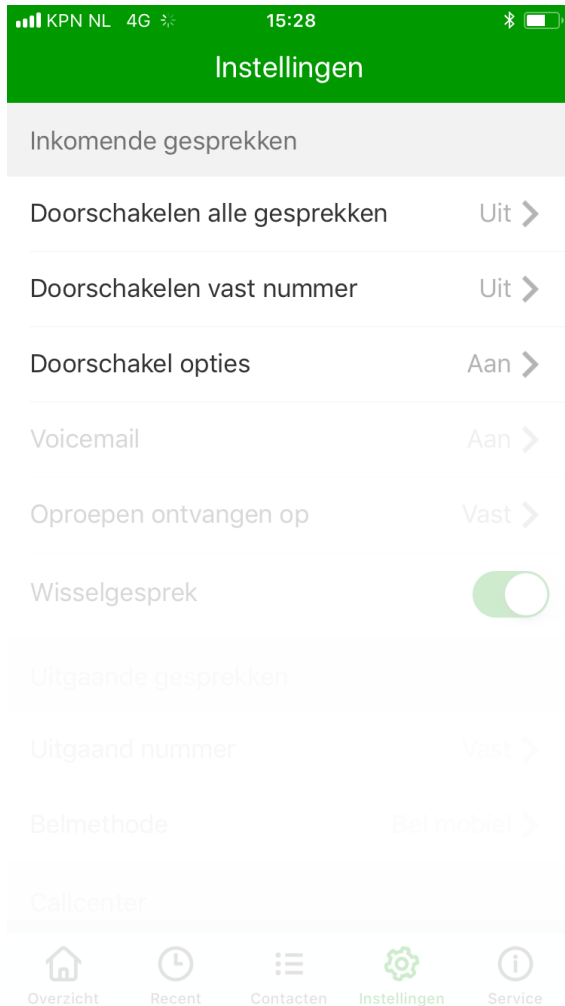 KPN NL 4G 15:28
Instellingen
Inkomende gesprekken
Doorschakelen alle gesprekken Uit
Doorschakelen vast nummer Uit
Doorschakel opties Aan
Voicemail Aan
Oproepen ontvangen op Vast
Wisselgesprek
Uitgaande gesprekken
Uitgaand nummer Vast
Belmethode Bel mobiel
Callcenter
Overzicht Recent Contacten Instellingen Service